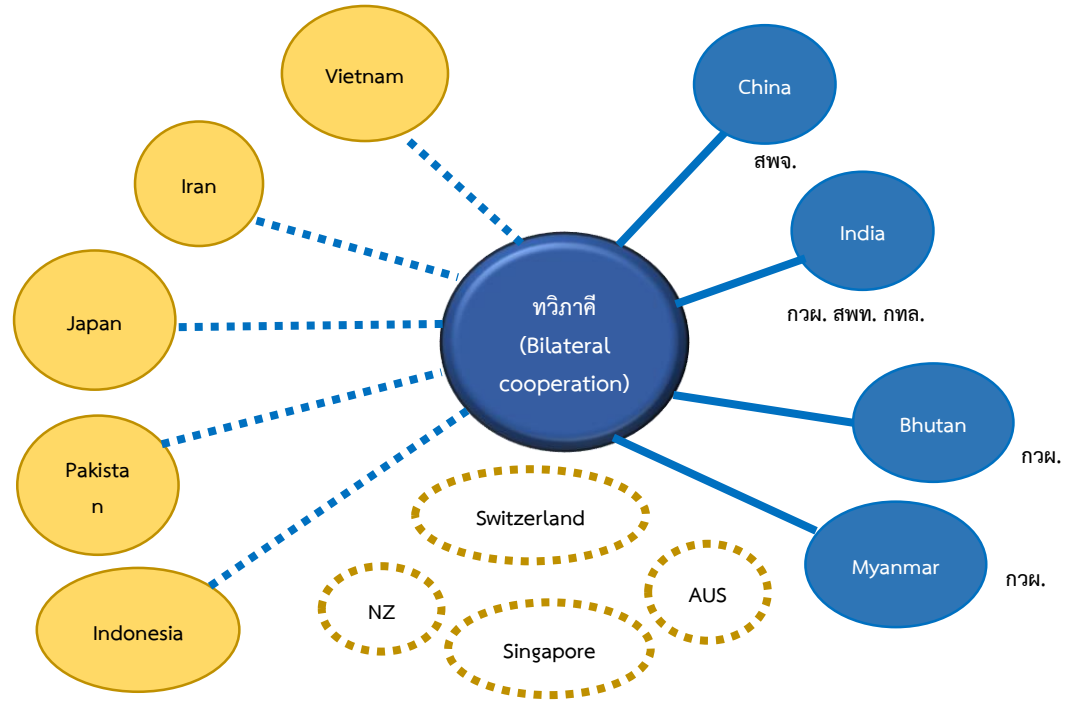 Vietnam
China
สพจ.
Iran
India
กวผ. สพท. กทล.
ทวิภาคี
(Bilateral
cooperation)
Japan
Bhutan
กวผ.
Pakista
n
Switzerland
Myanmar
กวผ.
NZ
AUS
Indonesia
Singapore